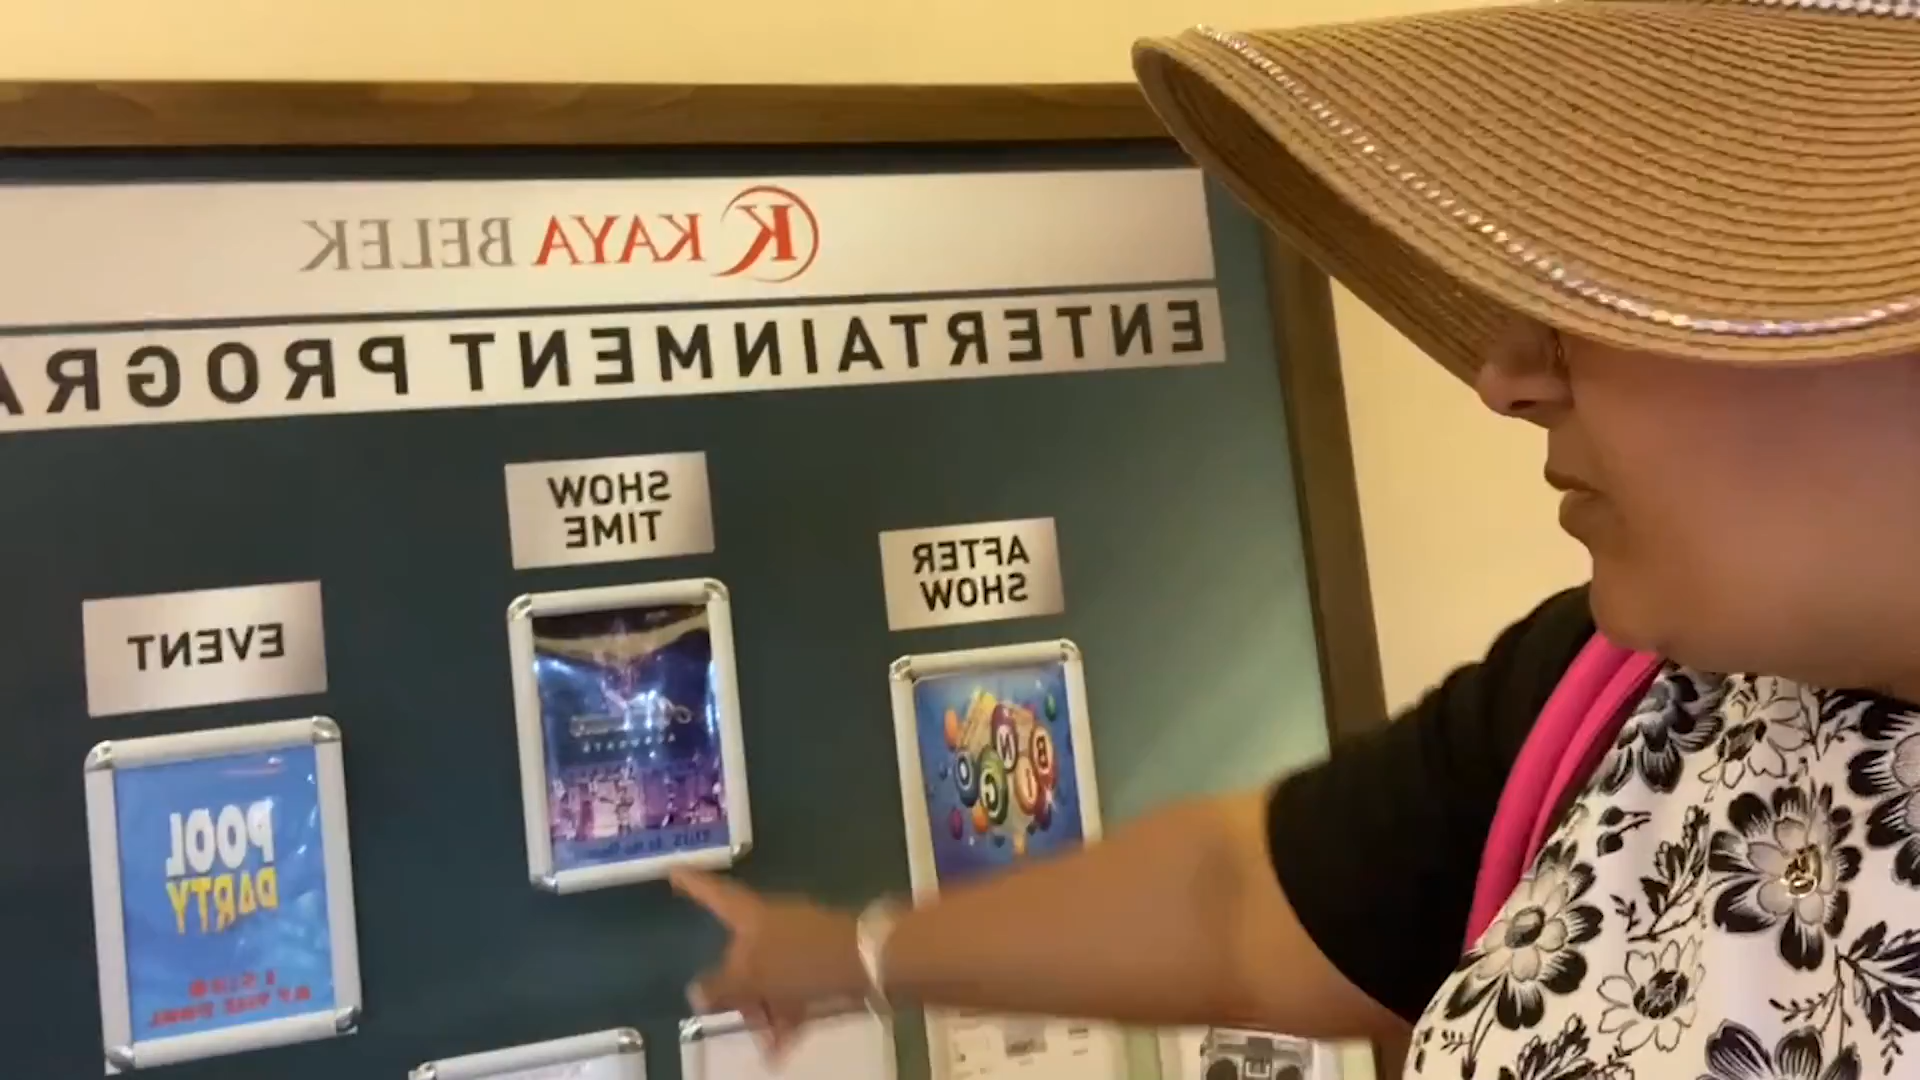 K KAYA BELEK
ENTERTAINMENT PROGRA
EVENT
SHOW
TIME
AFTER
SHOW
POOL
PARTY
BINGO